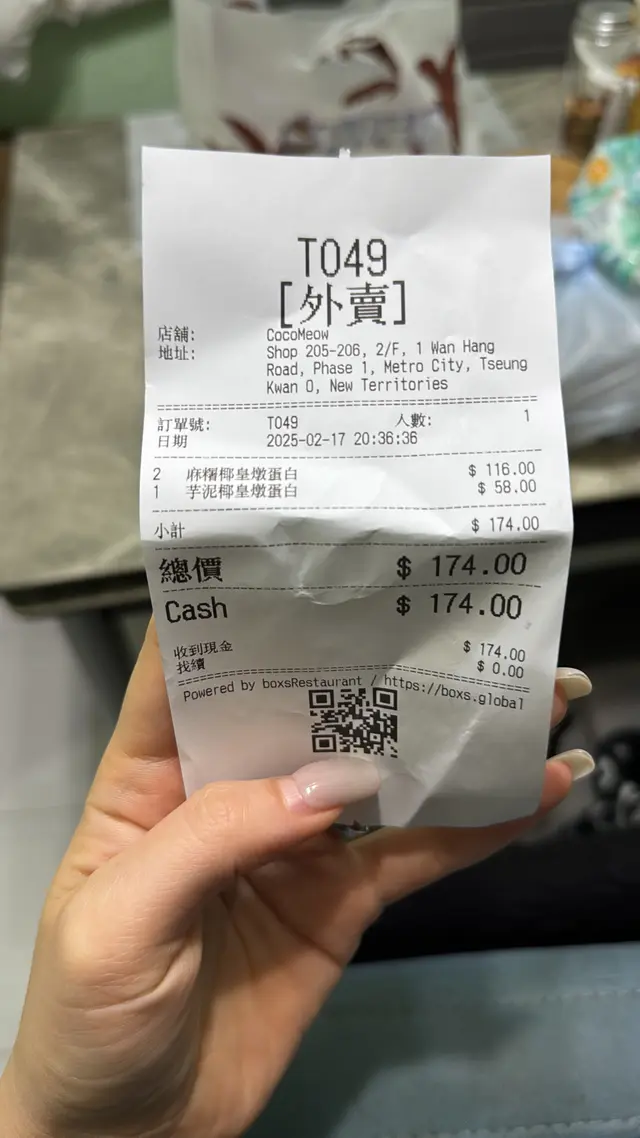 T049
[外賣]
店舖: CocoMeow
地址: Shop 205-206, 2/F, 1 Wan Hang
Road, Phase 1, Metro City, Tseung
Kwan O, New Territories
訂單號: T049 人數: 1
日期 2025-02-17 20:36:36
2 麻糬椰皇燉蛋白 $ 116.00
1 芋泥椰皇燉蛋白 $ 58.00
小計 $ 174.00
總價 $ 174.00
Cash $ 174.00
收到現金 $ 174.00
找續 $ 0.00
Powered by boxsRestaurant / https://boxs.global